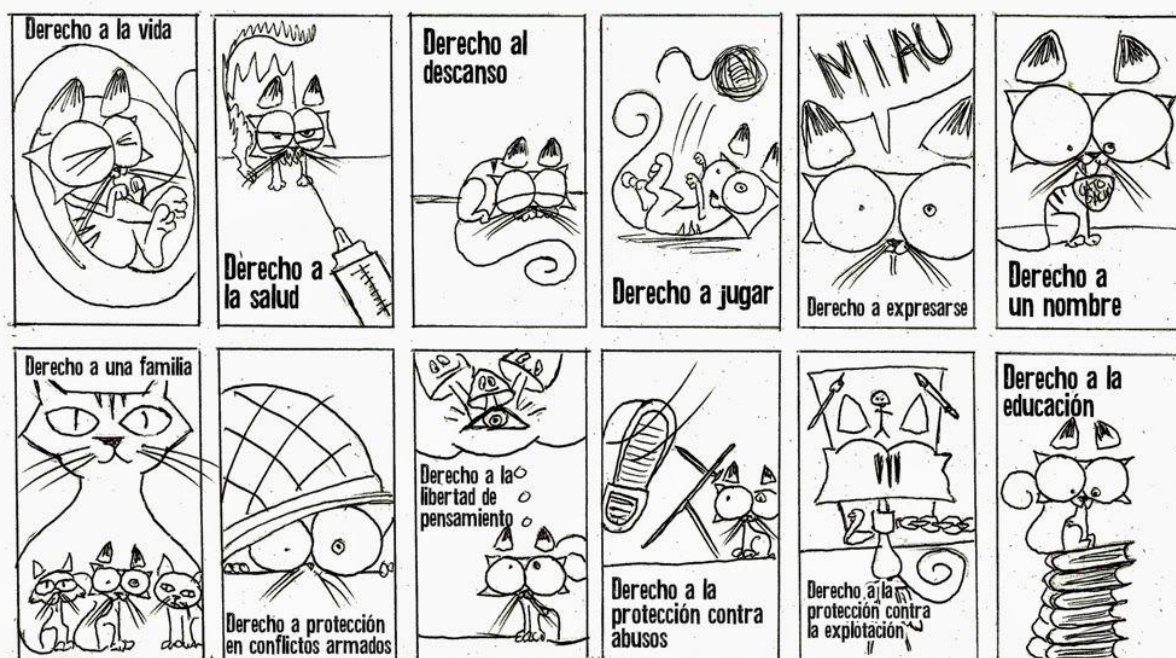 Derecho a la vida
Derecho a
la salud
Derecho al
descanso
Derecho a jugar
MIAU
Derecho a expresarse
Derecho a
un nombre
Derecho a una familia
Derecho a protección
en conflictos armados
Derecho a la
libertad de
pensamiento
Derecho a la
protección contra
abusos
Derecho a la
protección contra
la explotación
Derecho a la
educación